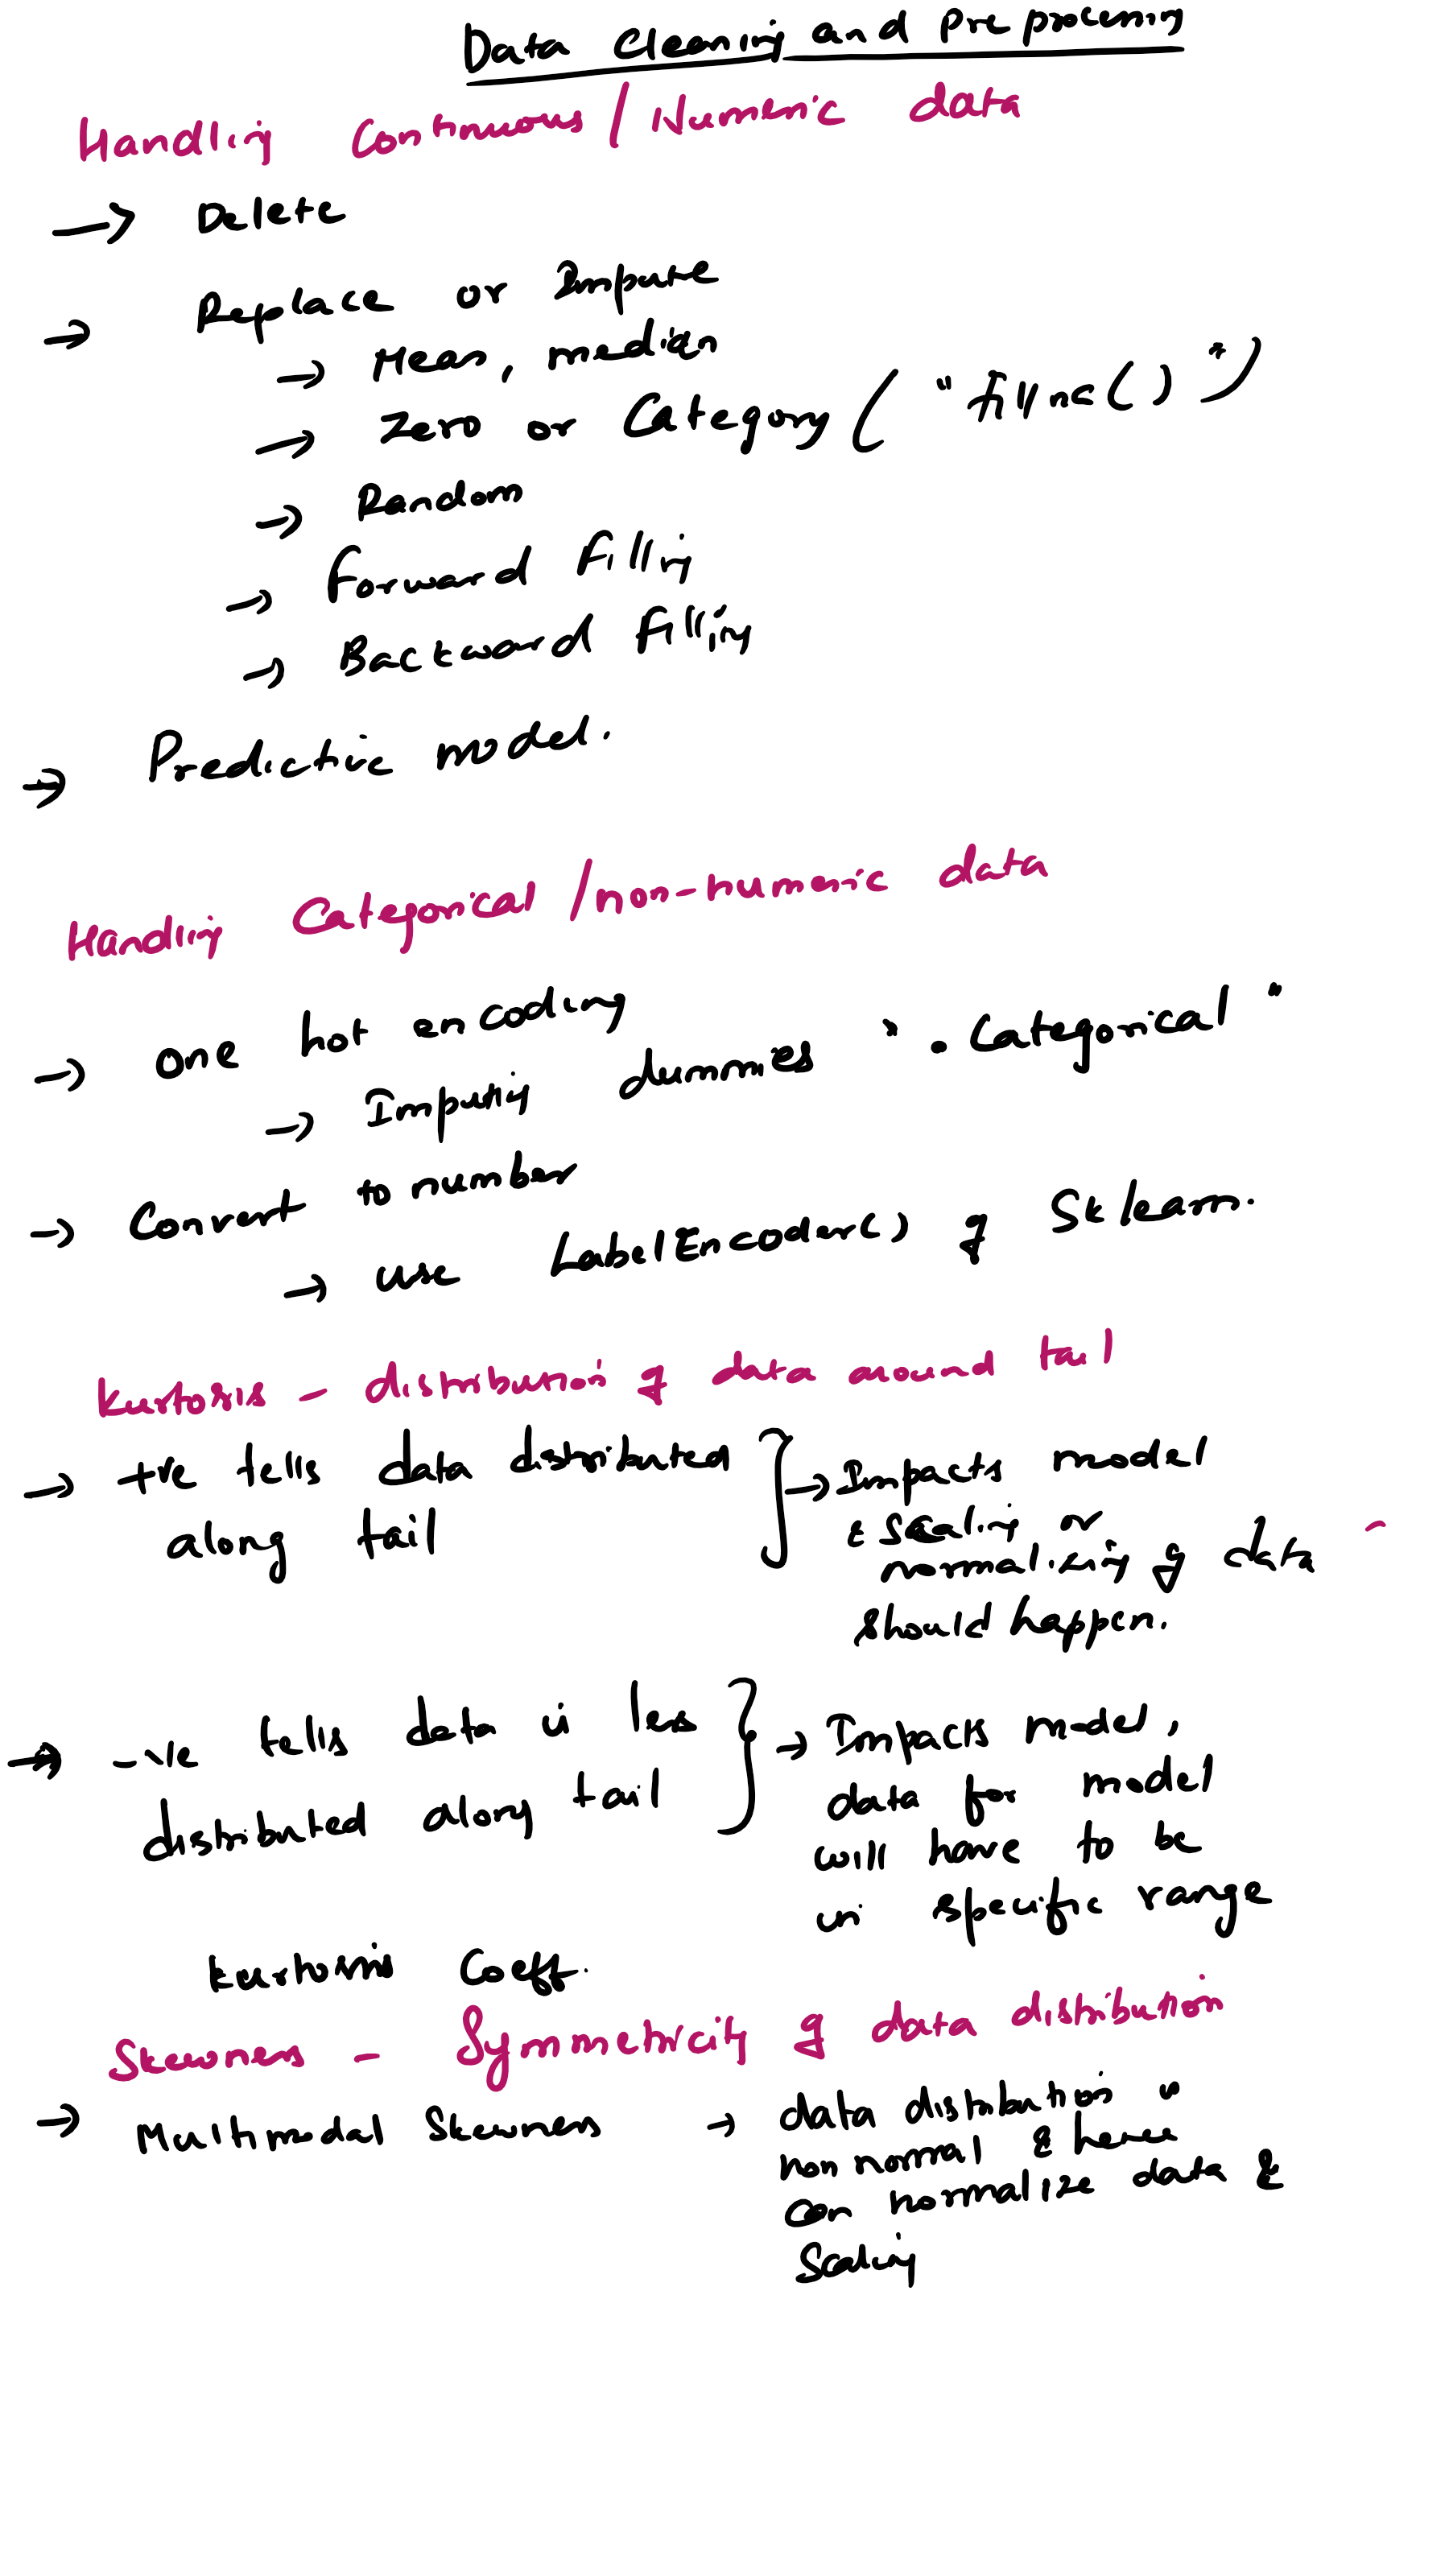 Data Cleaning and Pre processing
Handling Continuous / Numeric data
→ Delete
→ Replace or Impute
→ Mean, median
→ Zero or Category ( "fillna()" )
→ Random
→ Forward Filling
→ Backward Filling
→ Predictive model.
Handling Categorical / non-numeric data
→ one hot encoding
→ Imputing dummies ".Categorical"
→ Convert to number
→ use LabelEncoder() of Sklearn.
Kurtosis - distribution of data around tail
→ +ve tells data distributed
along tail
→ Impacts model
& scaling or
normalizing of data
should happen.
→ -ve tells data is less
distributed along tail
→ Impacts model,
data for model
will have to be
in specific range
kurtosis Coeff.
Skewness - Symmetricity of data distribution
→ Multimodal Skewness
→ data distribution is
non normal & hence
can normalize data &
Scaling